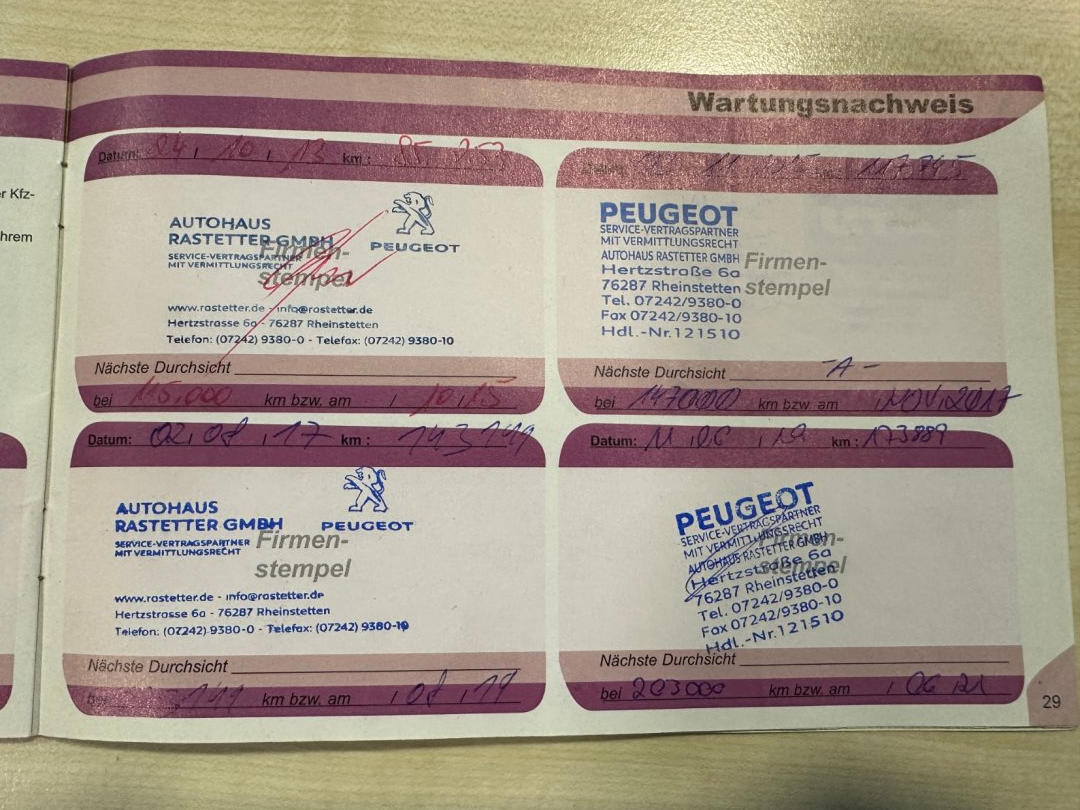 r Kfz-
hrem
Wartungsnachweis
Datum: 24 , 10 , 13 km :
AUTOHAUS
RASTETTER GMBH
SERVICE-VERTRAGSPARTNER
MIT VERMITTLUNGSRECHT
PEUGEOT
Firmen-
stempel
www.rastetter.de - info@rastetter.de
Hertzstrasse 6a - 76287 Rheinstetten
Telefon: (07242) 9380-0 - Telefax: (07242) 9380-10
Nächste Durchsicht
bei 115.000 km bzw. am / 10 / 15
117745
PEUGEOT
SERVICE-VERTRAGSPARTNER
MIT VERMITTLUNGSRECHT
AUTOHAUS RASTETTER GMBH
Hertzstraße 6a
76287 Rheinstetten
Tel. 07242/9380-0
Fax 07242/9380-10
Hdl.-Nr.121510
Firmen-
stempel
Nächste Durchsicht -A-
bei 147000 km bzw. am / NOV.2017
Datum: 02, 08 , 17 km : 143149
AUTOHAUS
RASTETTER GMBH
SERVICE-VERTRAGSPARTNER
MIT VERMITTLUNGSRECHT
PEUGEOT
Firmen-
stempel
www.rastetter.de - info@rastetter.de
Hertzstrasse 6a - 76287 Rheinstetten
Telefon: (07242) 9380-0 - Telefax: (07242) 9380-10
Nächste Durchsicht
bei km bzw. am / 08 , 19
Datum: 11 , 06 , 19 km : 173889
PEUGEOT
SERVICE-VERTRAGSPARTNER
MIT VERMITTLUNGSRECHT
AUTOHAUS RASTETTER GMBH
Hertzstraße 6a
76287 Rheinstetten
Tel. 07242/9380-0
Fax 07242/9380-10
Hdl.-Nr.121510
Firmen-
stempel
Nächste Durchsicht
bei 203000 km bzw. am / 06 21
29